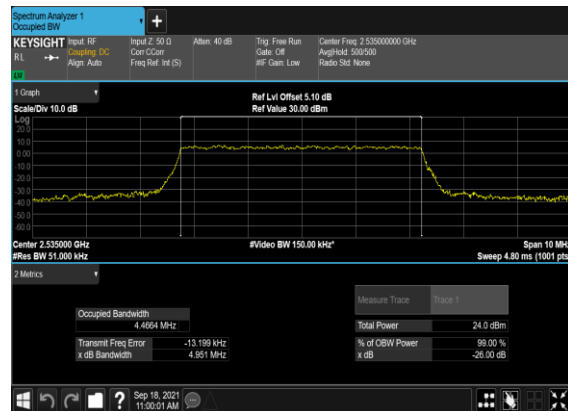 Spectrum Analyzer 1
Occupied BW
+
KEYSIGHT Input: RF Input Z: 50 Ω Atten: 40 dB Trig: Free Run Center Freq: 2.535000000 GHz
RL Coupling: DC Corr CCorr Gate: Off Avg|Hold: 500/500
Align: Auto Freq Ref: Int (S) #IF Gain: Low Radio Std: None
LW
1 Graph
Ref Lvl Offset 5.10 dB
Scale/Div 10.0 dB Ref Value 30.00 dBm
Log
20.0
10.0
0.00
-10.0
-20.0
-30.0
-40.0
-50.0
-60.0
Center 2.535000 GHz #Video BW 150.00 kHz* Span 10 MHz
#Res BW 51.000 kHz Sweep 4.80 ms (1001 pts)
2 Metrics
Measure Trace Trace 1
Occupied Bandwidth
4.4664 MHz Total Power 24.0 dBm
Transmit Freq Error -13.199 kHz % of OBW Power 99.00 %
x dB Bandwidth 4.951 MHz x dB -26.00 dB
?
Sep 18, 2021
11:00:01 AM